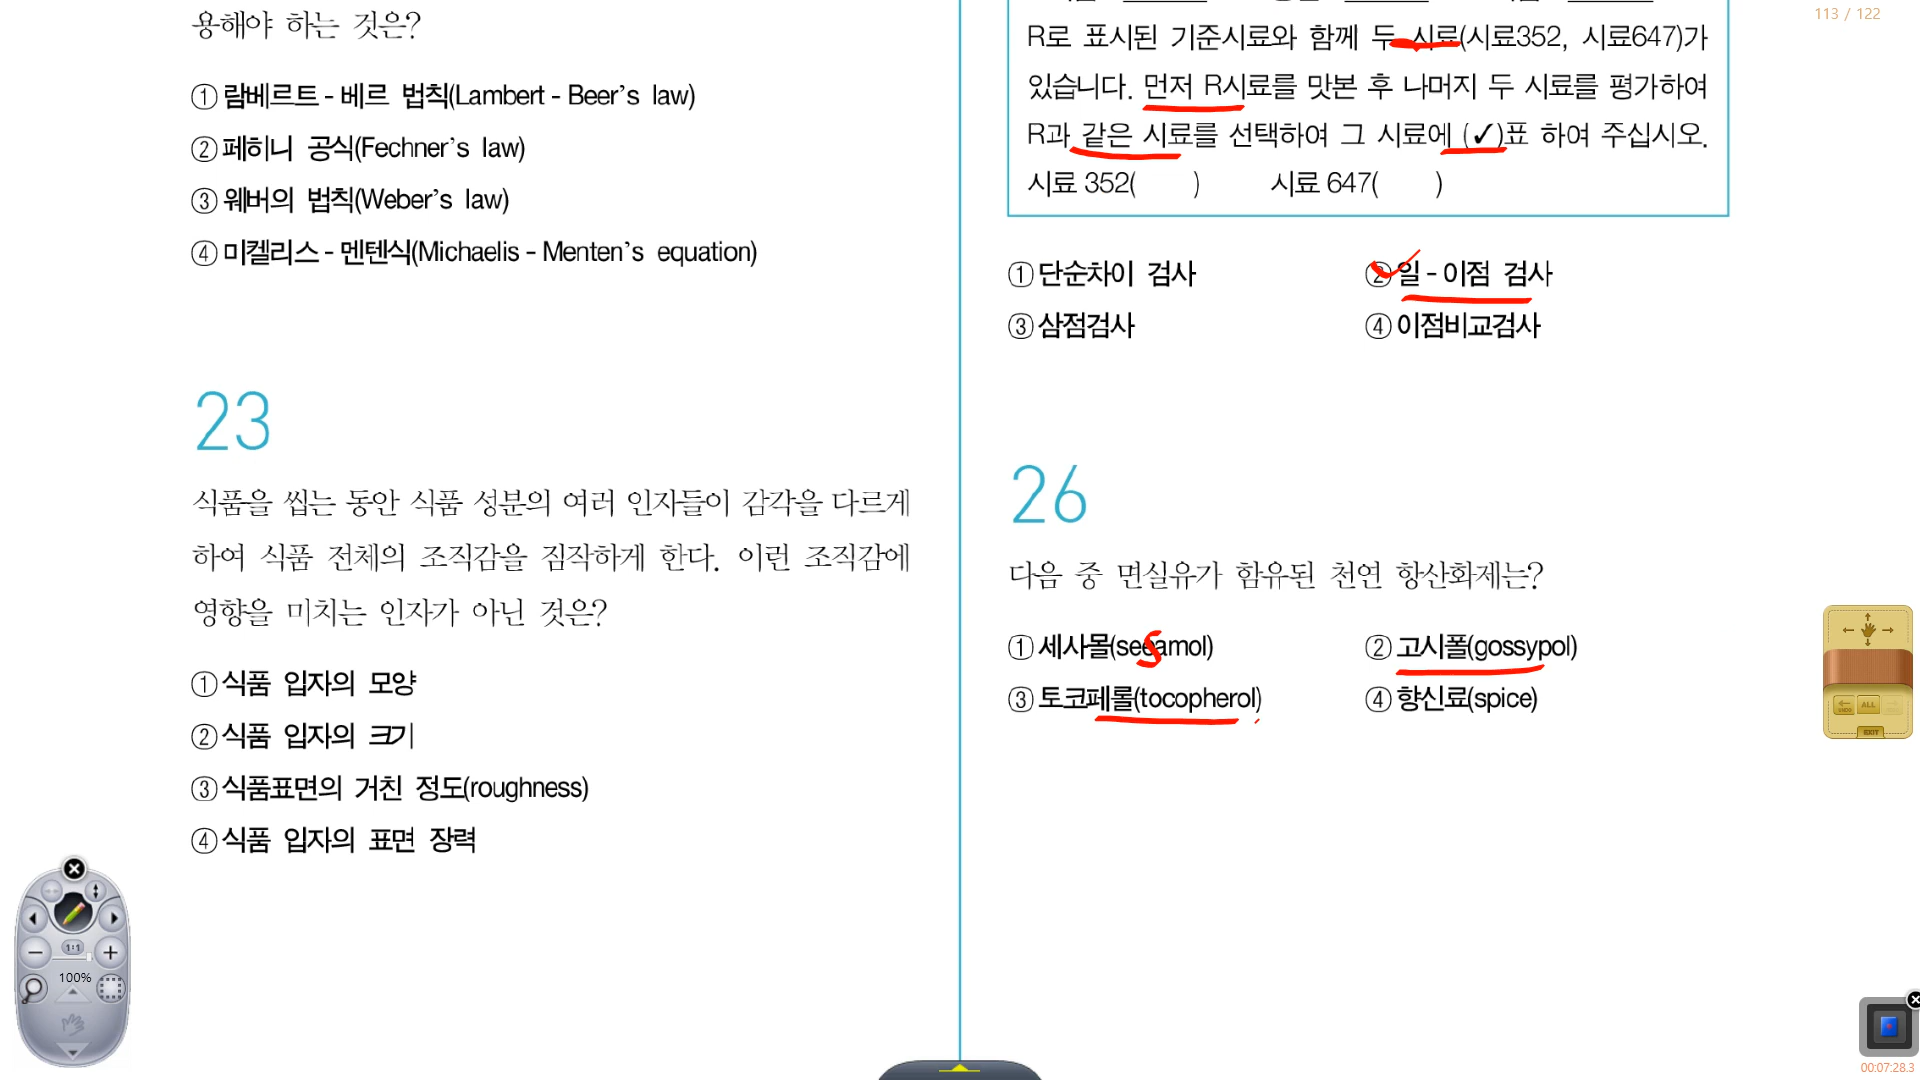 용해야 하는 것은?
① 람베르트 - 베르 법칙(Lambert - Beer's law)
② 페히니 공식(Fechner's law)
③ 웨버의 법칙(Weber's law)
④ 미켈리스 - 멘텐식(Michaelis - Menten's equation)
23
식품을 씹는 동안 식품 성분의 여러 인자들이 감각을 다르게
하여 식품 전체의 조직감을 짐작하게 한다. 이런 조직감에
영향을 미치는 인자가 아닌 것은?
① 식품 입자의 모양
② 식품 입자의 크기
③ 식품표면의 거친 정도(roughness)
④ 식품 입자의 표면 장력
R로 표시된 기준시료와 함께 두 시료(시료352, 시료647)가
있습니다. 먼저 R시료를 맛본 후 나머지 두 시료를 평가하여
R과 같은 시료를 선택하여 그 시료에 (✓)표 하여 주십시오.
시료 352( ) 시료 647( )
① 단순차이 검사 ② 일 - 이점 검사
③ 삼점검사 ④ 이점비교검사
26
다음 중 면실유가 함유된 천연 항산화제는?
① 세사몰(sesamol) ② 고시폴(gossypol)
③ 토코페롤(tocopherol) ④ 향신료(spice)
113 / 122
ALL
EXIT
1:1
100%
00:07:28.3